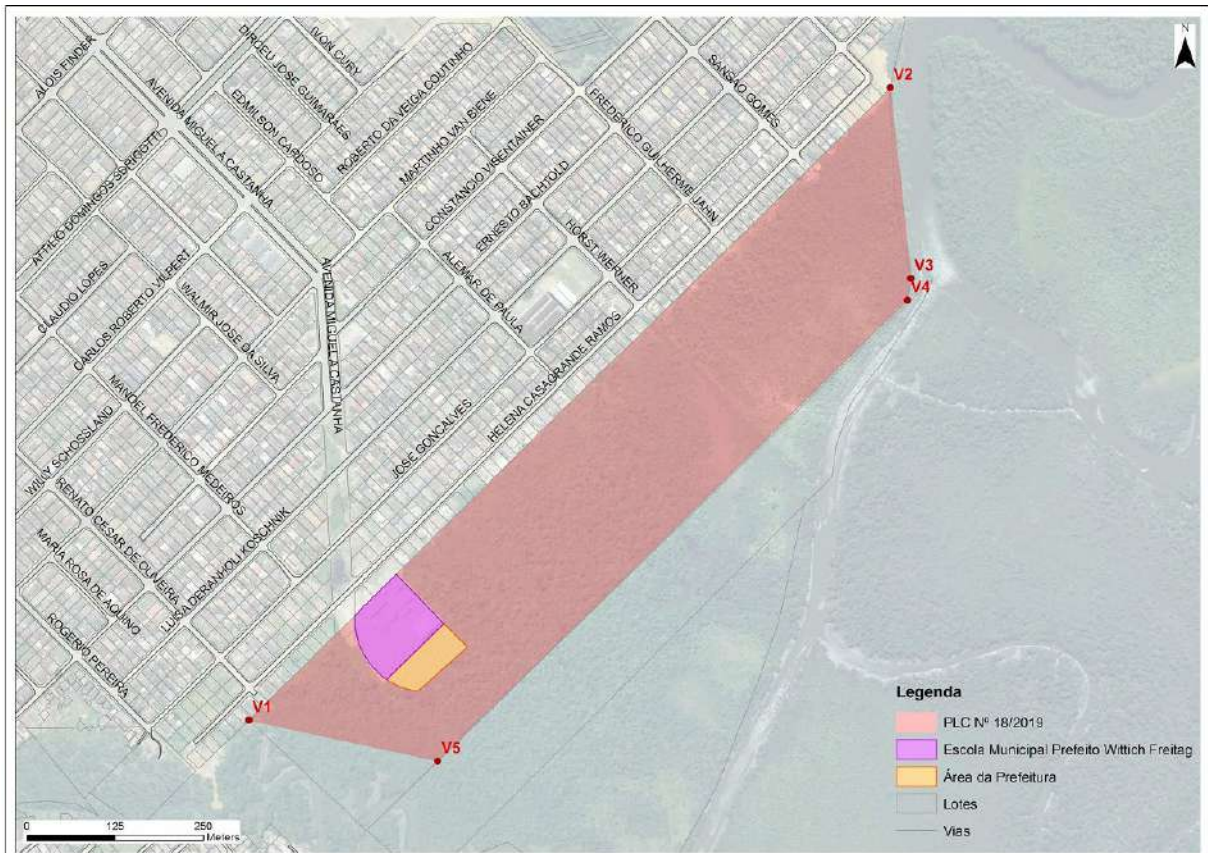 N
V2
ALOIS FINDER
AVENIDA MIGUEL A CASTANHA
DIRCEU JOSE GUIMARAES
IVON CURY
EDMILSON CARDOSO
ROBERTO DA VEIGA COUTINHO
MARTINHO VAN BIENE
CONSTANCIO VIRENTAINER
FREDERICO GUILHERME JAHN
SANGAO GOMES
ATTILIO DOMINGOS
ERNESTO BACHTOLD
HORST WERNER
CLAUDIO LOPES
CARLOS ROBERTO VILPERT
WALMIR JOSE DA SILVA
AVENIDA MIGUEL A CASTANHA
ALEMAR DE PAULA
V3
V4
HELENA CASAGRANDE RAMOS
JOSE GONCALVES
MANOEL FREDERICO MEDEIROS
WILLY SCHOSSLAND
RENATO CESAR DE OLIVEIRA
MARIA ROSA DE AQUINO
LUISA DERANHOLI KOSCHNIK
ROGERIO PEREIRA
V1
V5
Legenda
PLC Nº 18/2019
Escola Municipal Prefeito Wittich Freitag
Área da Prefeitura
Lotes
Vias
0 125 250
Meters